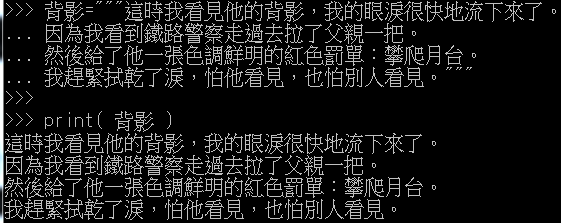 >>> 背影="""這時我看見他的背影，我的眼淚很快地流下來了。
... 因為我看到鐵路警察走過去拉了父親一把。
... 然後給了他一張色調鮮明的紅色罰單：攀爬月台。
... 我趕緊拭乾了淚，怕他看見，也怕別人看見。"""
>>>
>>> print( 背影 )
這時我看見他的背影，我的眼淚很快地流下來了。
因為我看到鐵路警察走過去拉了父親一把。
然後給了他一張色調鮮明的紅色罰單：攀爬月台。
我趕緊拭乾了淚，怕他看見，也怕別人看見。